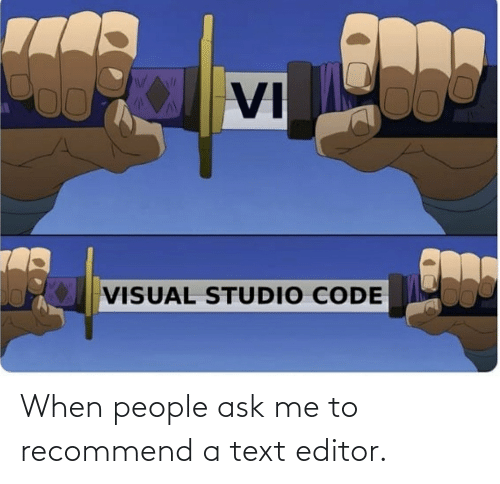 VI
VISUAL STUDIO CODE
When people ask me to
recommend a text editor.